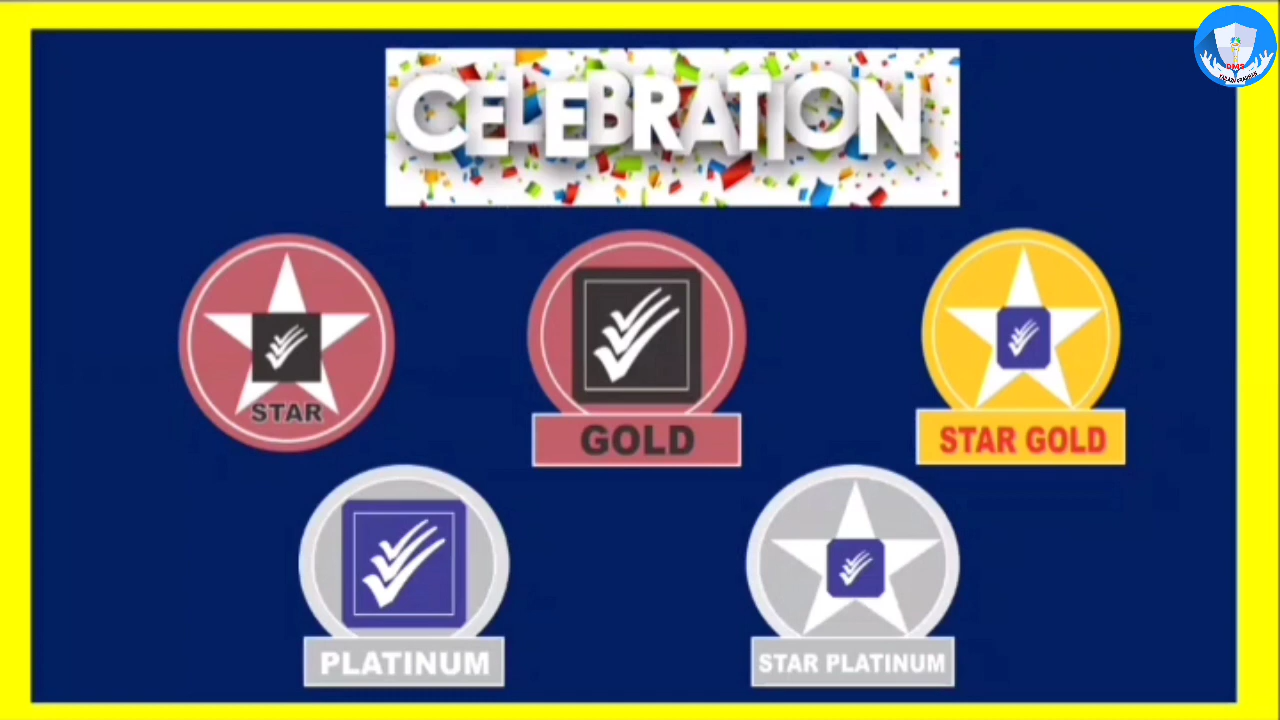 CELEBRATION
STAR
GOLD
STAR GOLD
PLATINUM
STAR PLATINUM